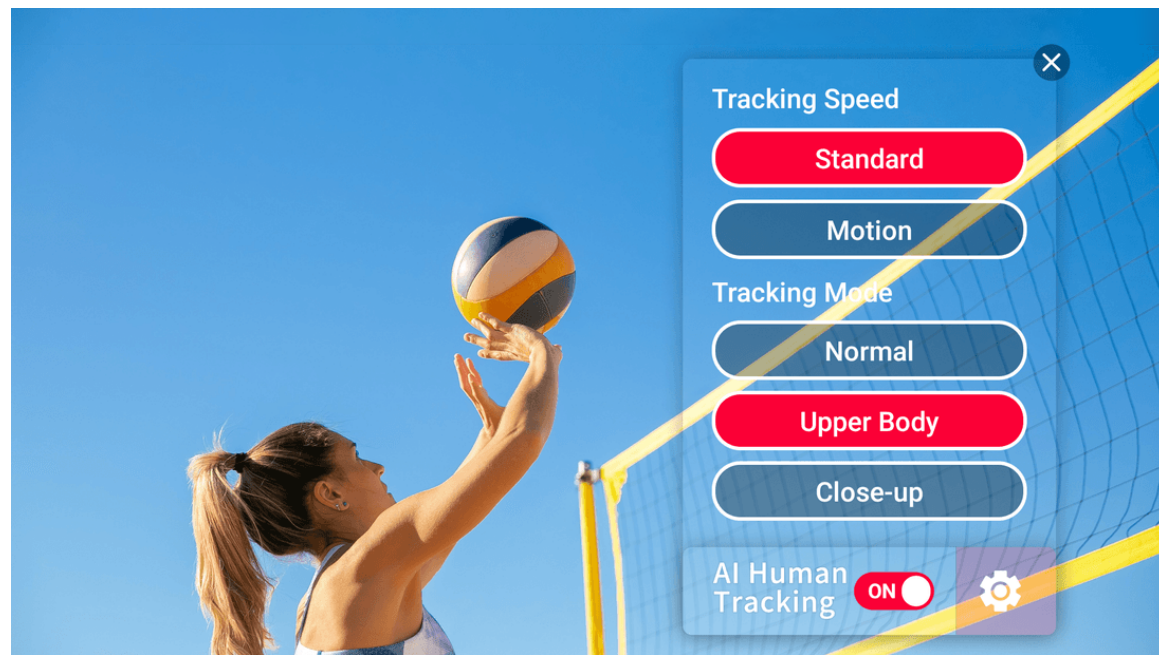 Tracking Speed
Standard
Motion
Tracking Mode
Normal
Upper Body
Close-up
AI Human
Tracking
ON